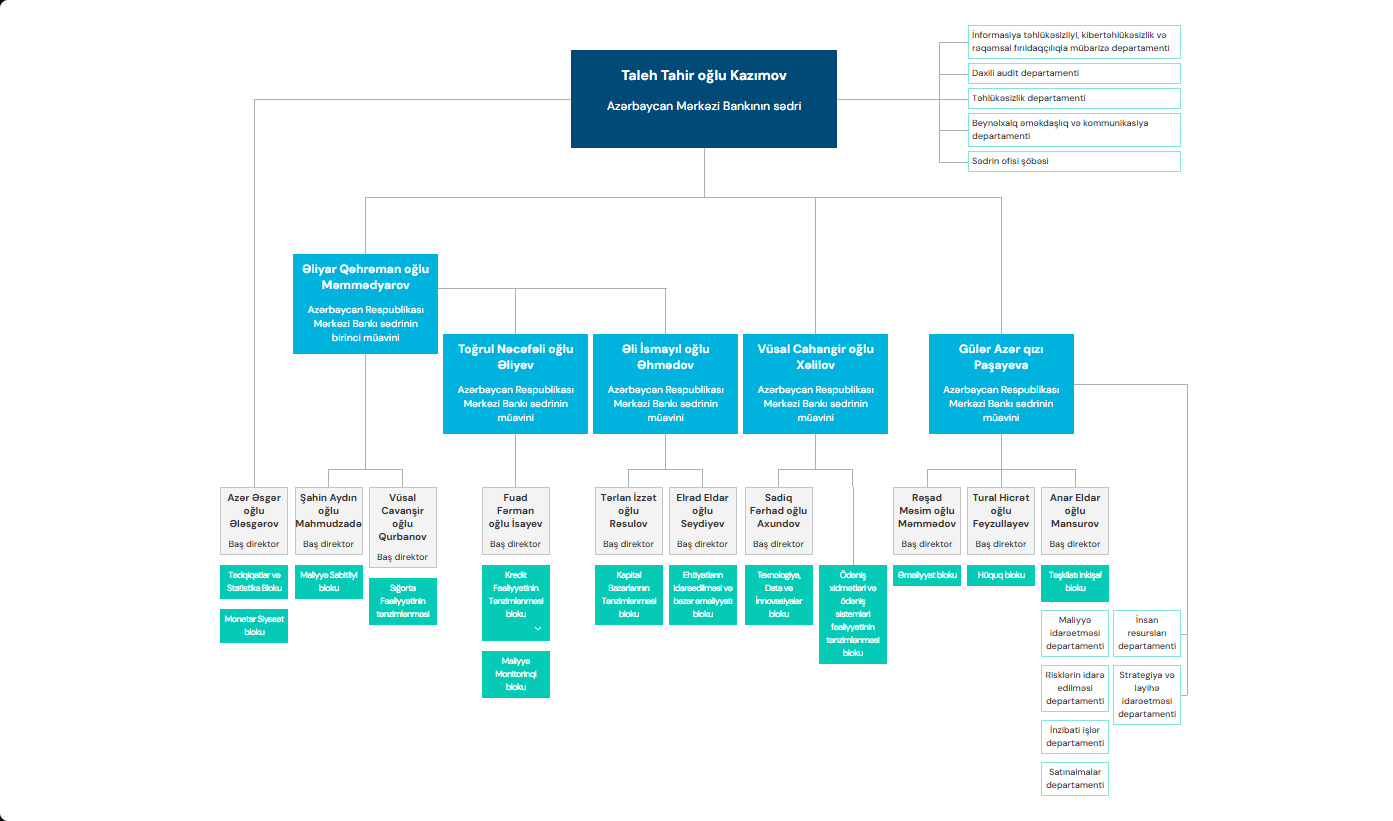 İnformasiya təhlükəsizliyi, kibertəhlükəsizlik və
rəqəmsal fırıldaqçılıqla mübarizə departamenti
Taleh Tahir oğlu Kazımov
Azərbaycan Mərkəzi Bankının sədri
Daxili audit departamenti
Təhlükəsizlik departamenti
Beynəlxalq əməkdaşlıq və kommunikasiya
departamenti
Sədrin ofisi şöbəsi
Əliyar Qəhrəman oğlu
Məmmədyarov
Azərbaycan Respublikası
Mərkəzi Bankı sədrinin
birinci müavini
Toğrul Nəcəfəli oğlu
Əliyev
Azərbaycan Respublikası
Mərkəzi Bankı sədrinin
müavini
Əli İsmayıl oğlu
Əhmədov
Azərbaycan Respublikası
Mərkəzi Bankı sədrinin
müavini
Vüsal Cahangir oğlu
Xəlilov
Azərbaycan Respublikası
Mərkəzi Bankı sədrinin
müavini
Gülər Azər qızı
Paşayeva
Azərbaycan Respublikası
Mərkəzi Bankı sədrinin
müavini
Azər Əsgər
oğlu
Ələsgərov
Baş direktor
Tədqiqatlar və
Statistika Bloku
Monetar Siyasət
bloku
Şahin Aydın
oğlu
Mahmudzadə
Baş direktor
Maliyyə Sabitliyi
bloku
Vüsal
Cavanşir
oğlu
Qurbanov
Baş direktor
Sığorta
Fəaliyyətinin
tənzimlənməsi
Fuad
Fərman
oğlu İsayev
Baş direktor
Kredit
Fəaliyyətinin
Tənzimlənməsi
bloku
Maliyyə
Monitorinqi
bloku
Tərlan İzzət
oğlu
Rəsulov
Baş direktor
Kapital
Bazarlarının
Tənzimlənməsi
bloku
Elrad Eldar
oğlu
Seydiyev
Baş direktor
Ehtiyatların
idarəedilməsi və
bazar əməliyyatı
bloku
Sadiq
Fərhad oğlu
Axundov
Baş direktor
Texnologiya,
Data və
İnnovasiyalar
bloku
Ödəniş
xidmətləri və
ödəniş
sistemləri
fəaliyyətinin
tənzimlənməsi
bloku
Rəşad
Məsim oğlu
Məmmədov
Baş direktor
Əməliyyat bloku
Tural Hicrət
oğlu
Feyzullayev
Baş direktor
Hüquq bloku
Anar Eldar
oğlu
Mansurov
Baş direktor
Təşkilati inkişaf
bloku
Maliyyə
idarəetməsi
departamenti
Risklərin idarə
edilməsi
departamenti
İnzibati işlər
departamenti
Satınalmalar
departamenti
İnsan
resursları
departamenti
Strategiya və
layihə
idarəetməsi
departamenti